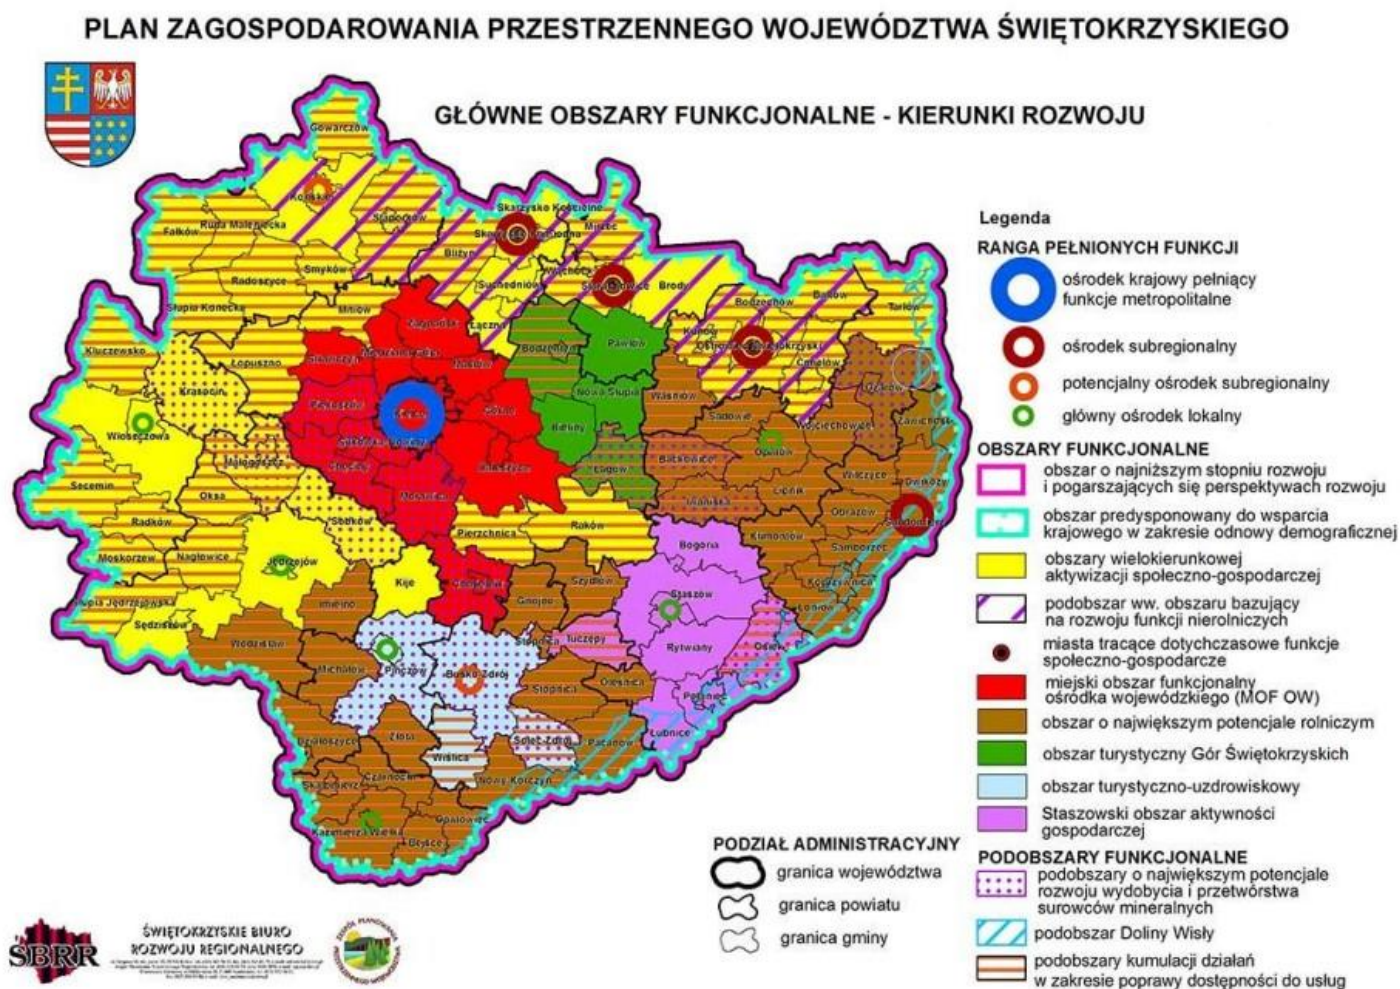 PLAN ZAGOSPODAROWANIA PRZESTRZENNEGO WOJEWÓDZTWA ŚWIĘTOKRZYSKIEGO
GŁÓWNE OBSZARY FUNKCJONALNE - KIERUNKI ROZWOJU
Gowarczów
Końskie
Stąporków
Ruda Maleniecka
Fałków
Radoszyce
Smyków
Słupia Konecka
Mniów
Skarżysko Kościelne
Mirzec
Bliżyn
Suchedniów
Wąchock
Brody
Łączna
Bodzechów
Bałtów
Tarłów
Kunów
Ćmielów
Ożarów
Kluczewsko
Łopuszno
Krasocin
Włoszczowa
Małogoszcz
Secemin
Oksa
Radków
Moskorzew
Nagłowice
Słupia Jędrzejowska
Sędziszów
Jędrzejów
Sobków
Kije
Imielno
Wodzisław
Michałów
Pińczów
Busko Zdrój
Zagnańsk
Strawczyn
Masłów
Piekoszów
Kielce
Górno
Chęciny
Morawica
Daleszyce
Chmielnik
Pierzchnica
Raków
Bodzentyn
Pawłów
Nowa Słupia
Bieliny
Łagów
Waśniów
Sadowie
Wojciechowice
Opatów
Zawichost
Baćkowice
Iwaniska
Lipnik
Wilczyce
Dwikozy
Obrazów
Sandomierz
Samborzec
Klimontów
Koprzywnica
Łoniów
Bogoria
Staszów
Rytwiany
Osiek
Połaniec
Łubnice
Szydłów
Gnojno
Tuczępy
Stopnica
Oleśnica
Pacanów
Solec Zdrój
Wiślica
Nowy Korczyn
Złota
Działoszyce
Czarnocin
Skalbmierz
Kazimierza Wielka
Opatowiec
Bejsce
Legenda
RANGA PEŁNIONYCH FUNKCJI
ośrodek krajowy pełniący
funkcje metropolitalne
ośrodek subregionalny
potencjalny ośrodek subregionalny
główny ośrodek lokalny
OBSZARY FUNKCJONALNE
obszar o najniższym stopniu rozwoju
i pogarszających się perspektywach rozwoju
obszar predysponowany do wsparcia
krajowego w zakresie odnowy demograficznej
obszary wielokierunkowej
aktywizacji społeczno-gospodarczej
podobszar ww. obszaru bazujący
na rozwoju funkcji nierolniczych
miasta tracące dotychczasowe funkcje
społeczno-gospodarcze
miejski obszar funkcjonalny
ośrodka wojewódzkiego (MOF OW)
obszar o największym potencjale rolniczym
obszar turystyczny Gór Świętokrzyskich
obszar turystyczno-uzdrowiskowy
Staszowski obszar aktywności
gospodarczej
PODOBSZARY FUNKCJONALNE
podobszary o największym potencjale
rozwoju wydobycia i przetwórstwa
surowców mineralnych
podobszar Doliny Wisły
podobszary kumulacji działań
w zakresie poprawy dostępności do usług
PODZIAŁ ADMINISTRACYJNY
granica województwa
granica powiatu
granica gminy
ŚBRR
ŚWIĘTOKRZYSKIE BIURO
ROZWOJU REGIONALNEGO